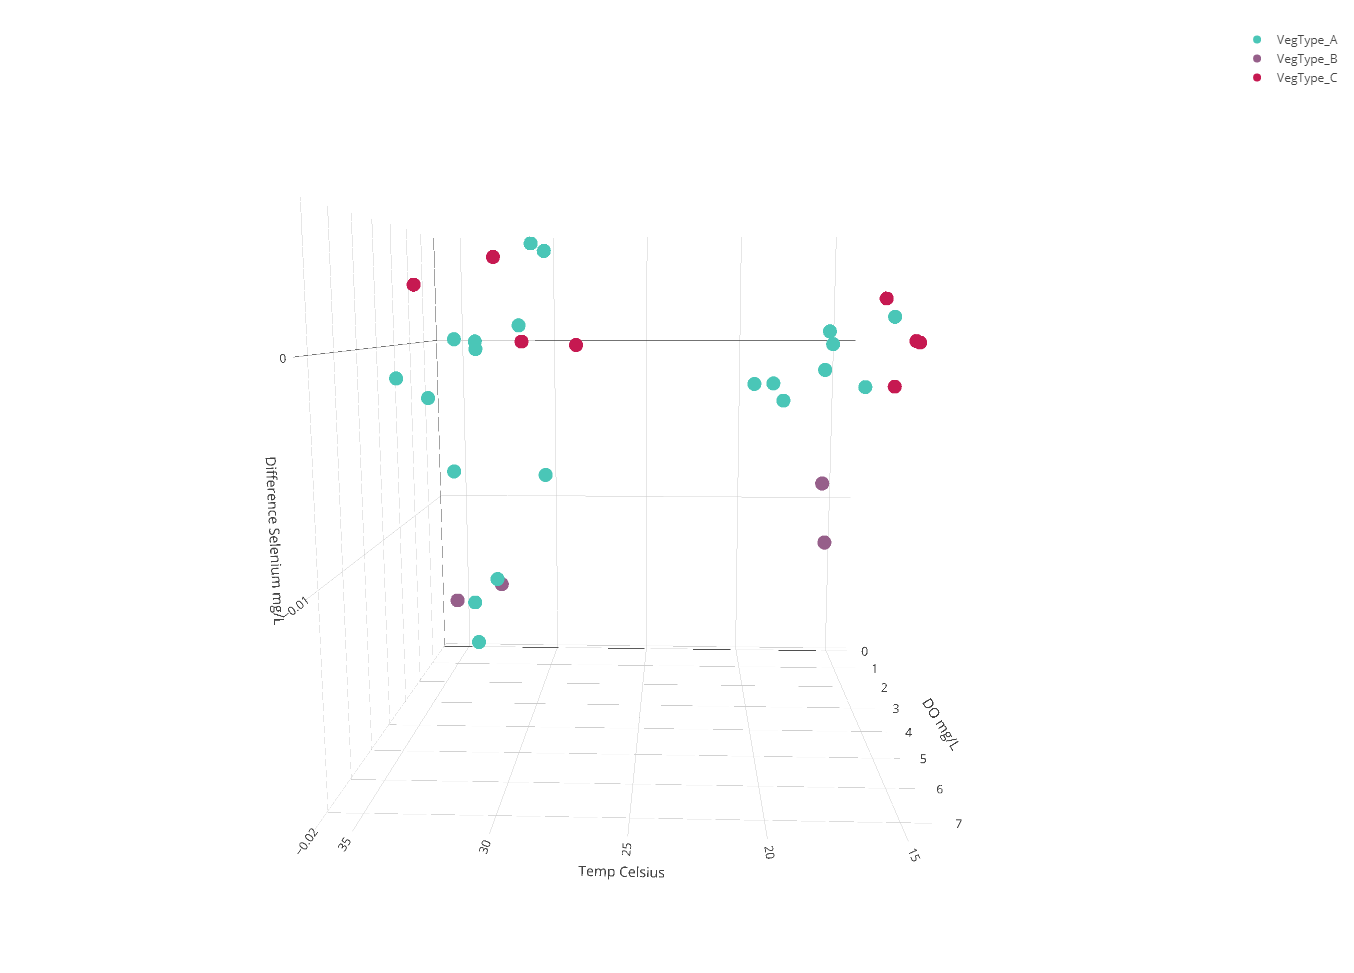 VegType_A
VegType_B
VegType_C
0
Difference Selenium mg/L
−0.01
−0.02
35
30
25
20
15
Temp Celsius
0
1
2
3
4
5
6
7
DO mg/L